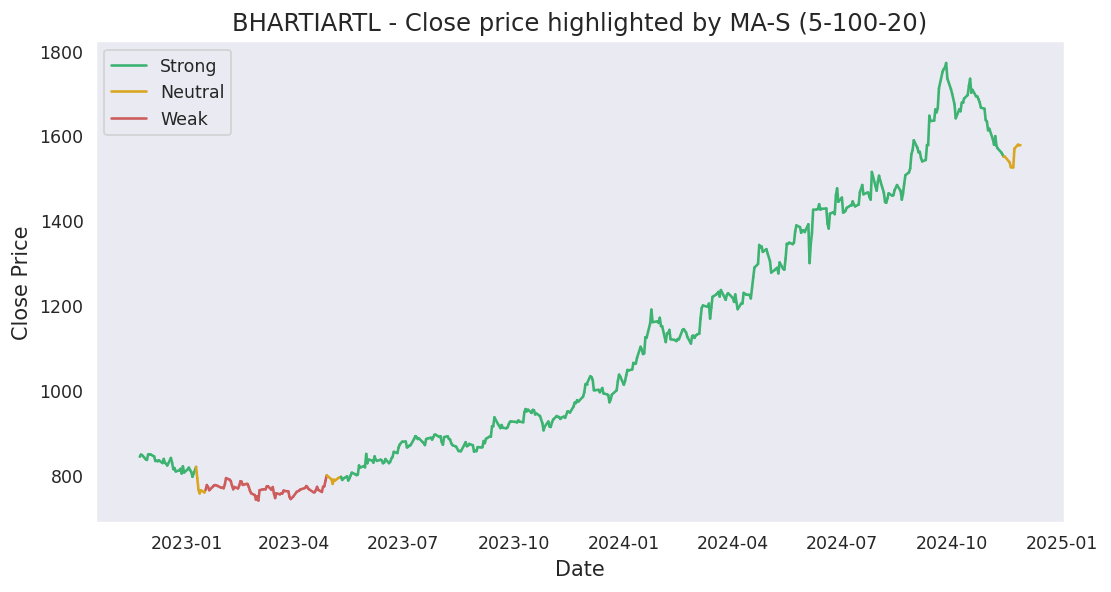 BHARTIARTL - Close price highlighted by MA-S (5-100-20)
Strong
Neutral
Weak
Close Price
1800
1600
1400
1200
1000
800
2023-01 2023-04 2023-07 2023-10 2024-01 2024-04 2024-07 2024-10 2025-01
Date